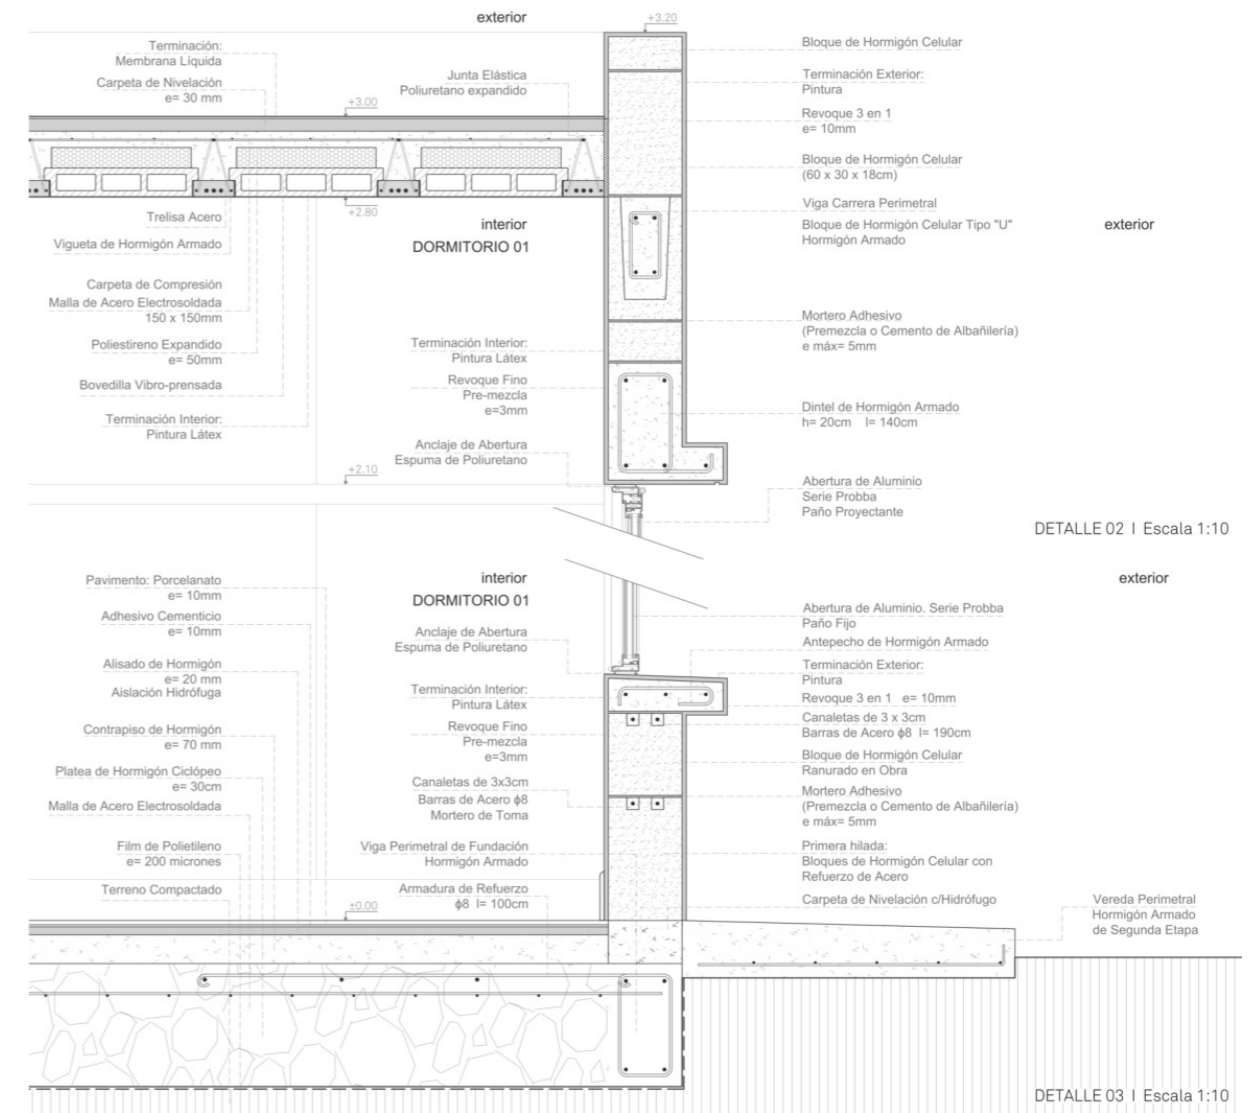 exterior
+3.20
Terminación:
Membrana Líquida
Carpeta de Nivelación
e= 30 mm
Junta Elástica
Poliuretano expandido
+3.00
Bloque de Hormigón Celular
Terminación Exterior:
Pintura
Revoque 3 en 1
e= 10mm
Bloque de Hormigón Celular
(60 x 30 x 18cm)
Viga Carrera Perimetral
Bloque de Hormigón Celular Tipo "U"
Hormigón Armado
exterior
+2.80
Trelisa Acero
Vigueta de Hormigón Armado
interior
DORMITORIO 01
Carpeta de Compresión
Malla de Acero Electrosoldada
150 x 150mm
Poliestireno Expandido
e= 50mm
Bovedilla Vibro-prensada
Terminación Interior:
Pintura Látex
Terminación Interior:
Pintura Látex
Revoque Fino
Pre-mezcla
e=3mm
Anclaje de Abertura
Espuma de Poliuretano
Mortero Adhesivo
(Premezcla o Cemento de Albañilería)
e máx= 5mm
Dintel de Hormigón Armado
h= 20cm l= 140cm
+2.10
Abertura de Aluminio
Serie Probba
Paño Proyectante
DETALLE 02 I Escala 1:10
interior
DORMITORIO 01
exterior
Pavimento: Porcelanato
e= 10mm
Adhesivo Cementicio
e= 10mm
Alisado de Hormigón
e= 20 mm
Aislación Hidrófuga
Contrapiso de Hormigón
e= 70 mm
Platea de Hormigón Ciclópeo
e= 30cm
Malla de Acero Electrosoldada
Film de Polietileno
e= 200 micrones
Terreno Compactado
Anclaje de Abertura
Espuma de Poliuretano
Terminación Interior:
Pintura Látex
Revoque Fino
Pre-mezcla
e=3mm
Canaletas de 3x3cm
Barras de Acero ϕ8
Mortero de Toma
Viga Perimetral de Fundación
Hormigón Armado
Armadura de Refuerzo
ϕ8 l= 100cm
±0.00
Abertura de Aluminio. Serie Probba
Paño Fijo
Antepecho de Hormigón Armado
Terminación Exterior:
Pintura
Revoque 3 en 1 e= 10mm
Canaletas de 3 x 3cm
Barras de Acero ϕ8 l= 190cm
Bloque de Hormigón Celular
Ranurado en Obra
Mortero Adhesivo
(Premezcla o Cemento de Albañilería)
e máx= 5mm
Primera hilada:
Bloques de Hormigón Celular con
Refuerzo de Acero
Carpeta de Nivelación c/Hidrófugo
Vereda Perimetral
Hormigón Armado
de Segunda Etapa
DETALLE 03 I Escala 1:10